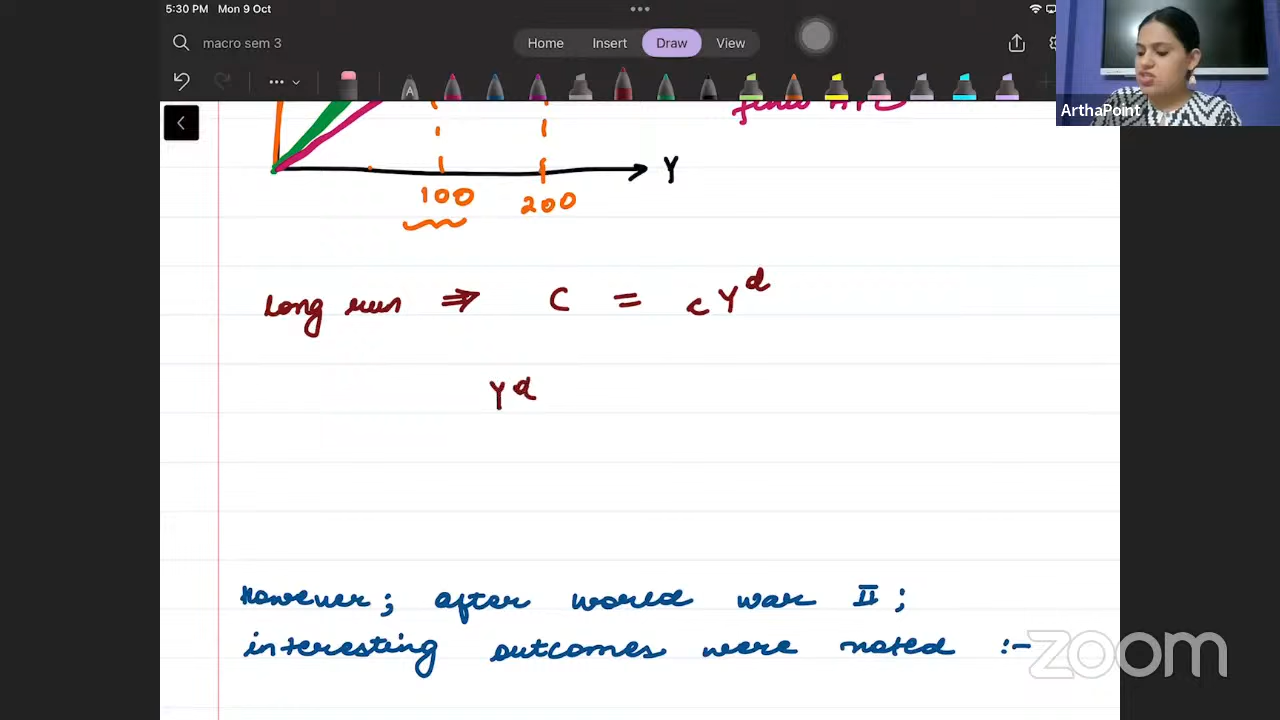 5:30 PM Mon 9 Oct
macro sem 3
Home Insert Draw View
A
ArthaPoint
Y
100 200
Long run ⇒ C = cY^d
Y^d
However; after world war II;
interesting outcomes were noted :-
zoom